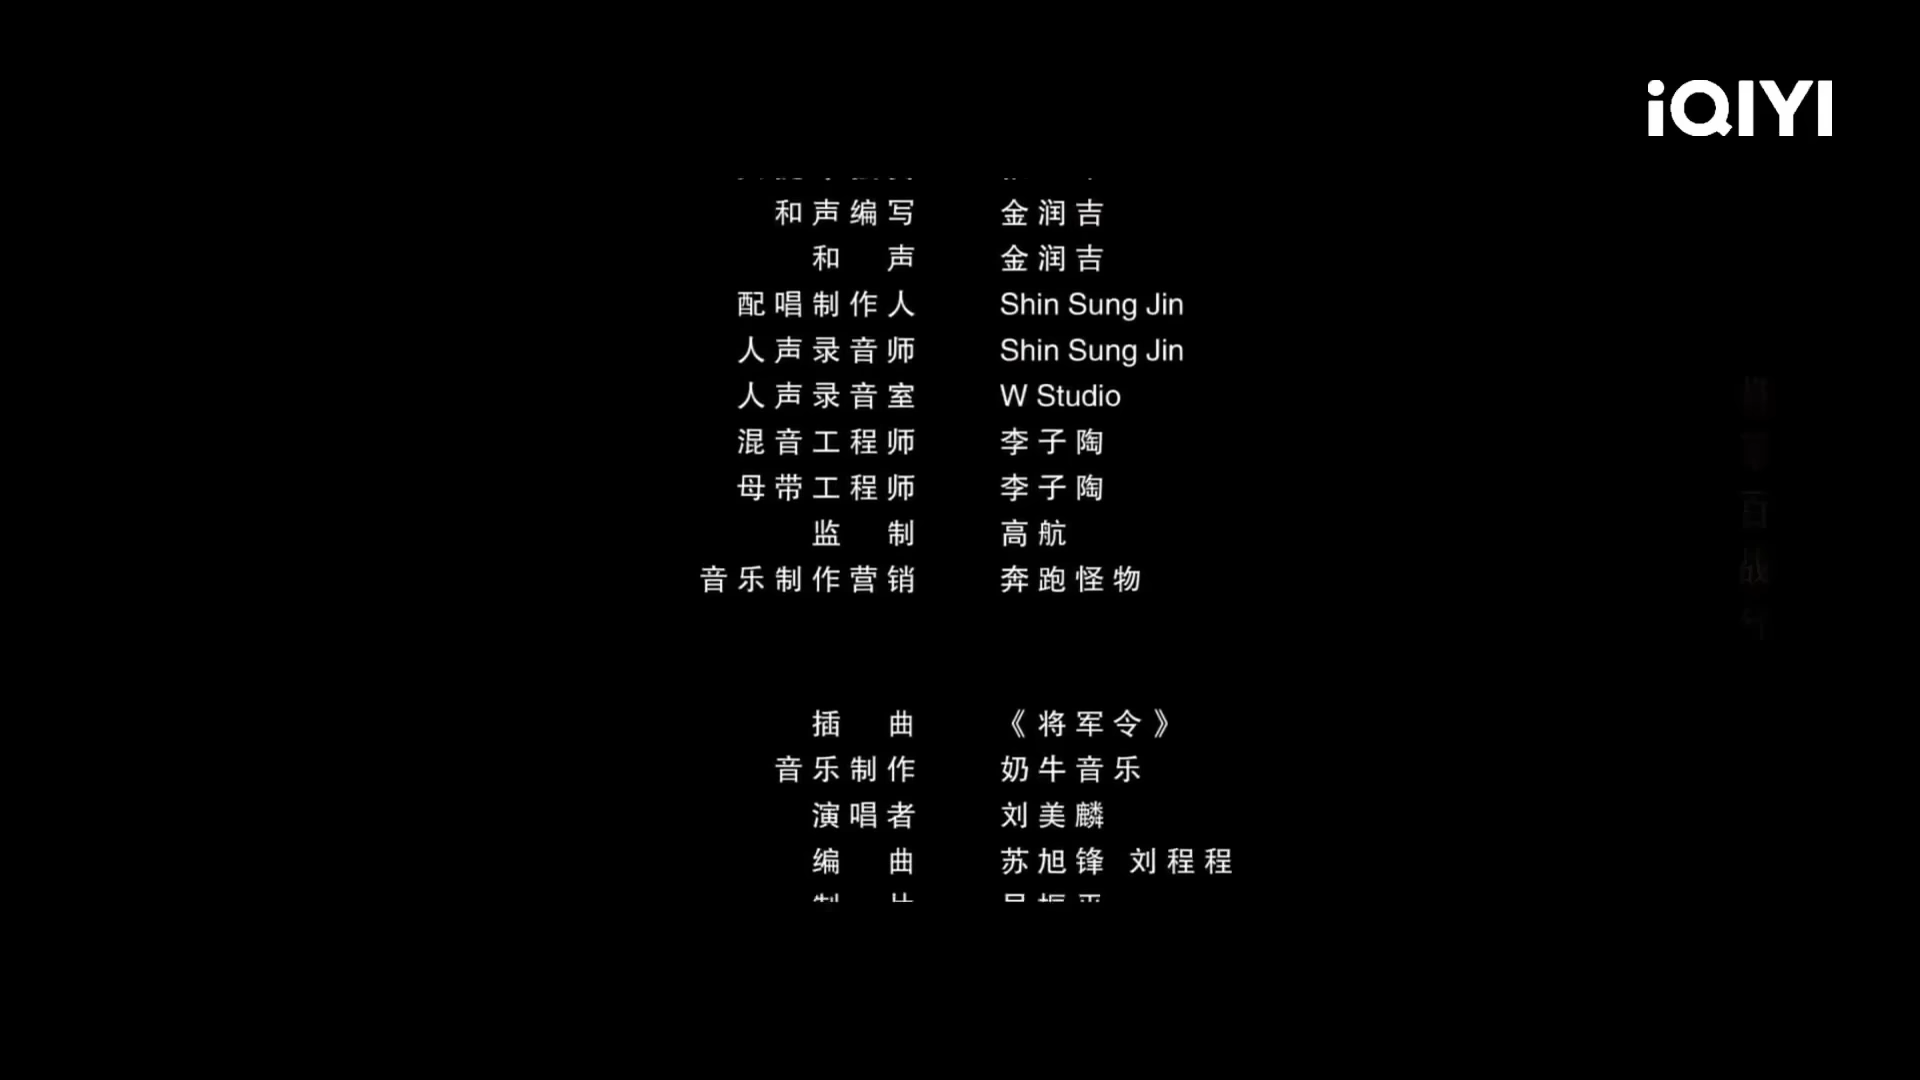 iQIYI
和声编写 金润吉
和声 金润吉
配唱制作人 Shin Sung Jin
人声录音师 Shin Sung Jin
人声录音室 W Studio
混音工程师 李子陶
母带工程师 李子陶
监制 高航
音乐制作营销 奔跑怪物
插曲 《将军令》
音乐制作 奶牛音乐
演唱者 刘美麟
编曲 苏旭锋 刘程程